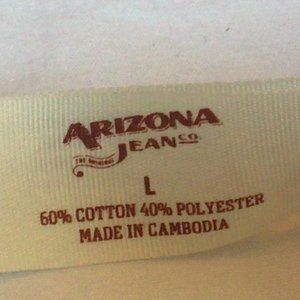 ARIZONA
THE ORIGINAL JEAN CO.
L
60% COTTON 40% POLYESTER
MADE IN CAMBODIA